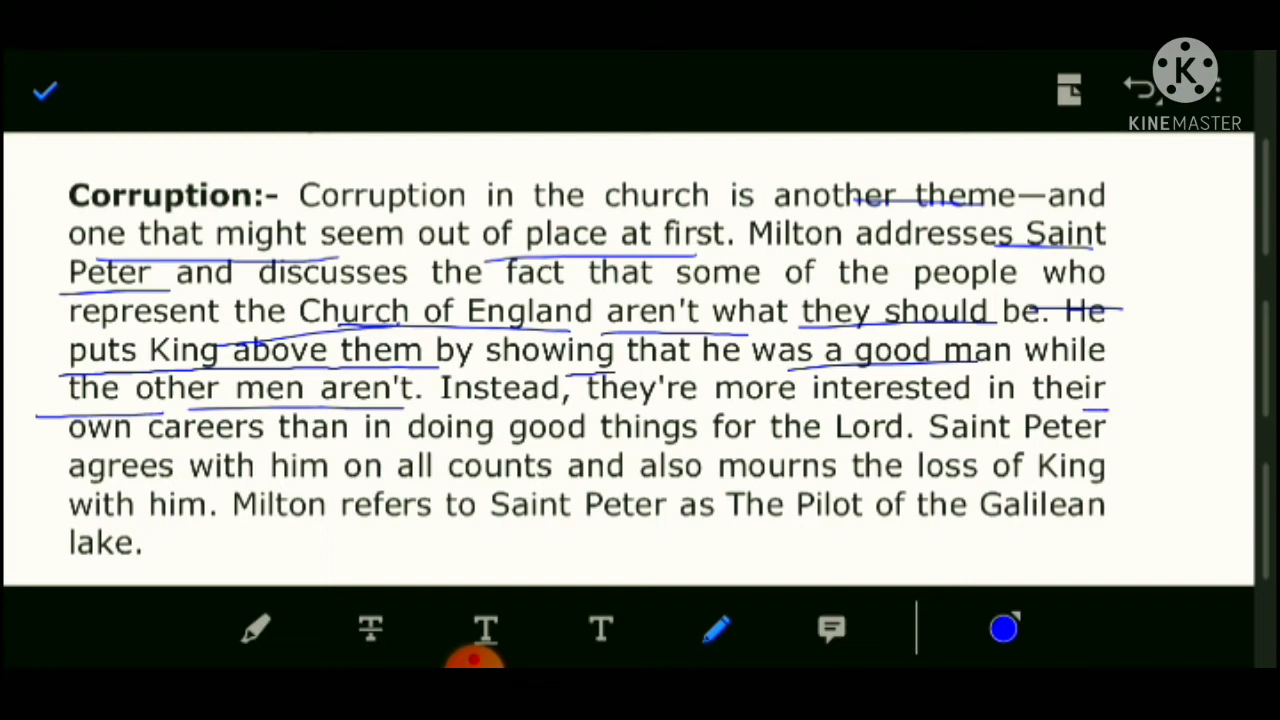 K
KINEMASTER
Corruption:- Corruption in the church is another theme—and
one that might seem out of place at first. Milton addresses Saint
Peter and discusses the fact that some of the people who
represent the Church of England aren't what they should be. He
puts King above them by showing that he was a good man while
the other men aren't. Instead, they're more interested in their
own careers than in doing good things for the Lord. Saint Peter
agrees with him on all counts and also mourns the loss of King
with him. Milton refers to Saint Peter as The Pilot of the Galilean
lake.
T T T